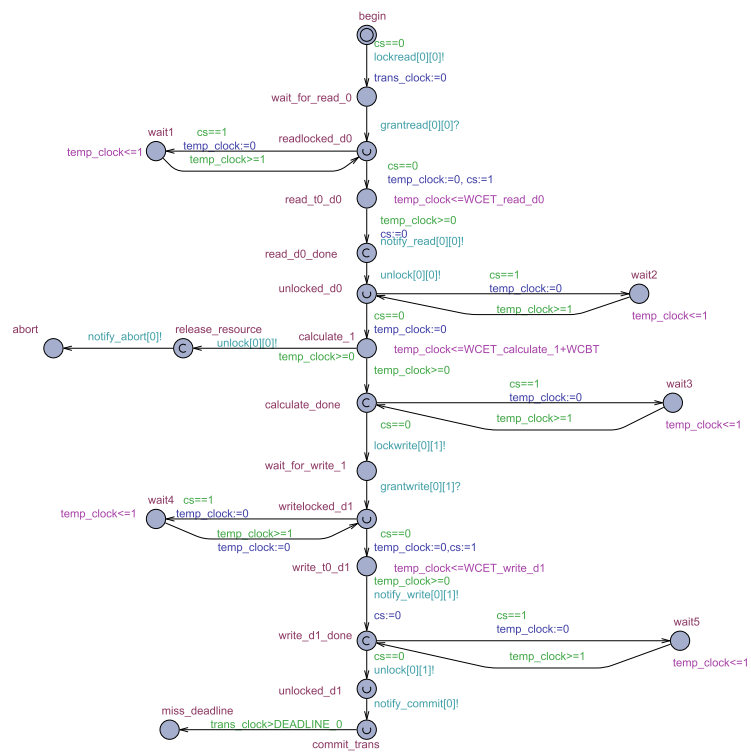 begin
cs==0
lockread[0][0]!
trans_clock:=0
wait_for_read_0
grantread[0][0]?
wait1
cs==1
readlocked_d0
temp_clock:=0
temp_clock<=1
temp_clock>=1
cs==0
temp_clock:=0, cs:=1
read_t0_d0
temp_clock<=WCET_read_d0
temp_clock>=0
cs:=0
notify_read[0][0]!
read_d0_done
unlock[0][0]!
cs==1
wait2
unlocked_d0
temp_clock:=0
temp_clock>=1
temp_clock<=1
cs==0
temp_clock:=0
abort
notify_abort[0]!
release_resource
unlock[0][0]!
calculate_1
temp_clock>=0
temp_clock<=WCET_calculate_1+WCBT
temp_clock>=0
cs==1
wait3
calculate_done
temp_clock:=0
temp_clock>=1
temp_clock<=1
cs==0
lockwrite[0][1]!
wait_for_write_1
grantwrite[0][1]?
wait4
cs==1
writelocked_d1
temp_clock<=1
temp_clock:=0
temp_clock>=1
temp_clock:=0
cs==0
temp_clock:=0,cs:=1
write_t0_d1
temp_clock<=WCET_write_d1
temp_clock>=0
notify_write[0][1]!
cs:=0
cs==1
wait5
write_d1_done
temp_clock:=0
cs==0
temp_clock>=1
temp_clock<=1
unlock[0][1]!
unlocked_d1
notify_commit[0]!
miss_deadline
trans_clock>DEADLINE_0
commit_trans